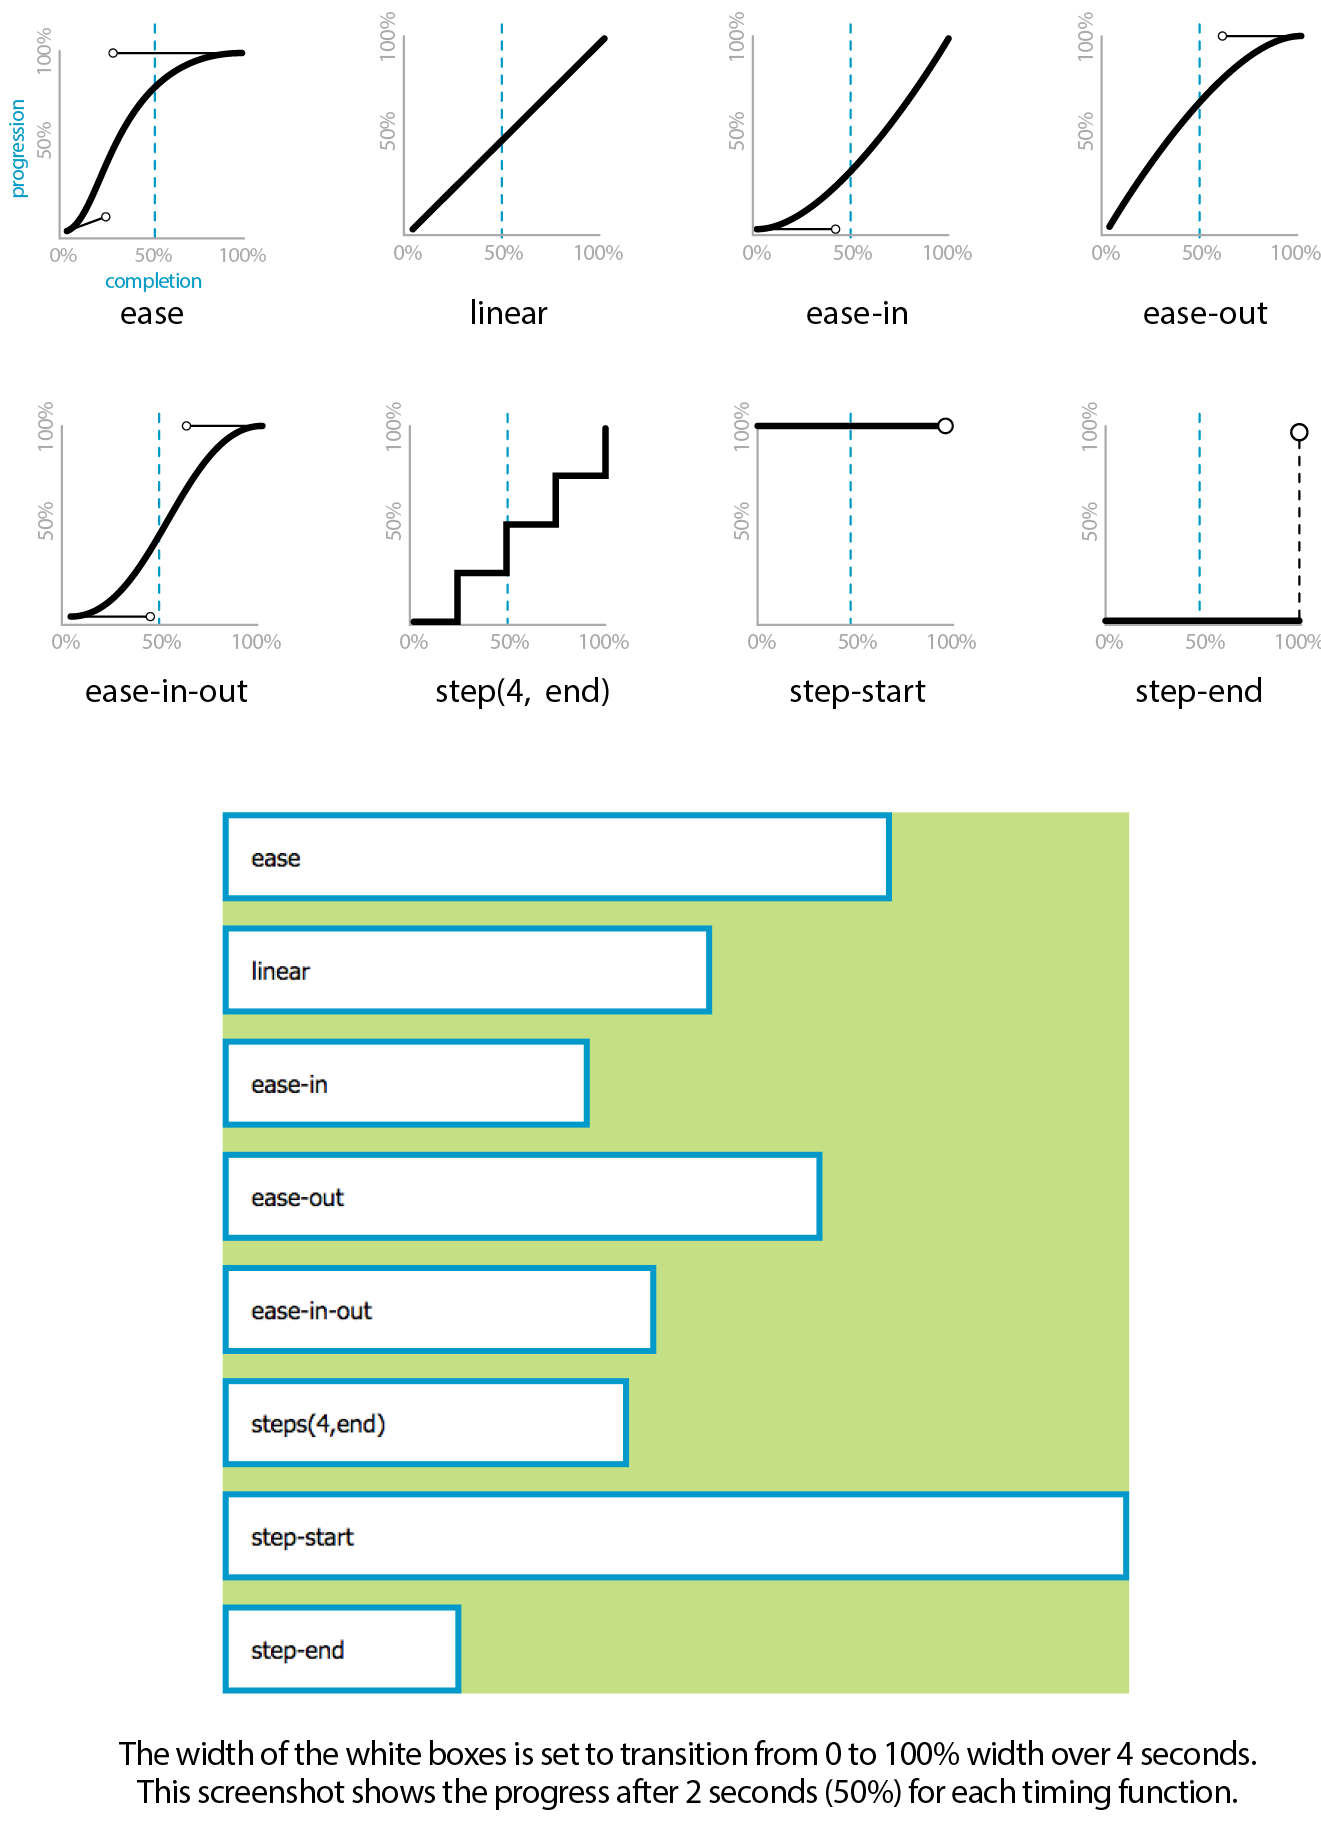 100%
50%
progression
0%
50%
100%
completion
ease
100%
50%
0%
50%
100%
linear
100%
50%
0%
50%
100%
ease-in
100%
50%
0%
50%
100%
ease-out
100%
50%
0%
50%
100%
ease-in-out
100%
50%
0%
50%
100%
step(4, end)
100%
50%
0%
50%
100%
step-start
100%
50%
0%
50%
100%
step-end
ease
linear
ease-in
ease-out
ease-in-out
steps(4,end)
step-start
step-end
The width of the white boxes is set to transition from 0 to 100% width over 4 seconds.
This screenshot shows the progress after 2 seconds (50%) for each timing function.